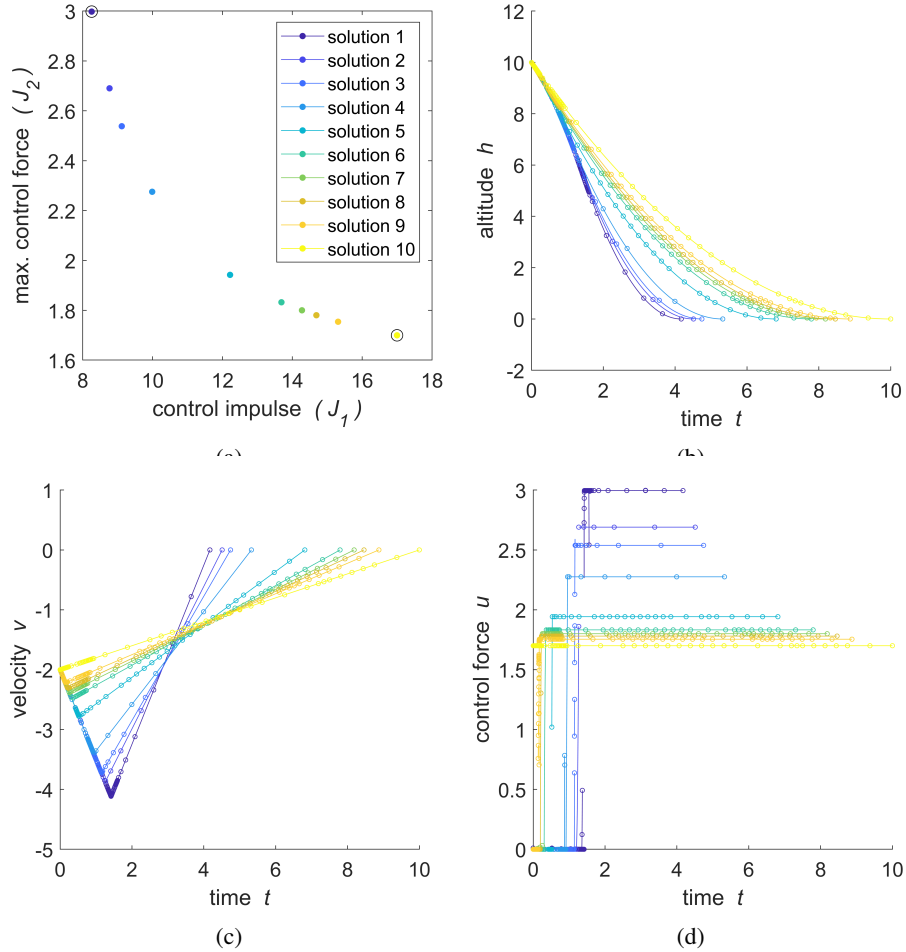 3
2.8
2.6
2.4
2.2
2
1.8
1.6
max. control force (J_2)
8
10
12
14
16
18
control impulse (J_1)
solution 1
solution 2
solution 3
solution 4
solution 5
solution 6
solution 7
solution 8
solution 9
solution 10
(a)
12
10
8
6
4
2
0
-2
altitude h
0
2
4
6
8
10
time t
(b)
1
0
-1
-2
-3
-4
-5
velocity v
0
2
4
6
8
10
time t
(c)
3
2.5
2
1.5
1
0.5
0
control force u
0
2
4
6
8
10
time t
(d)